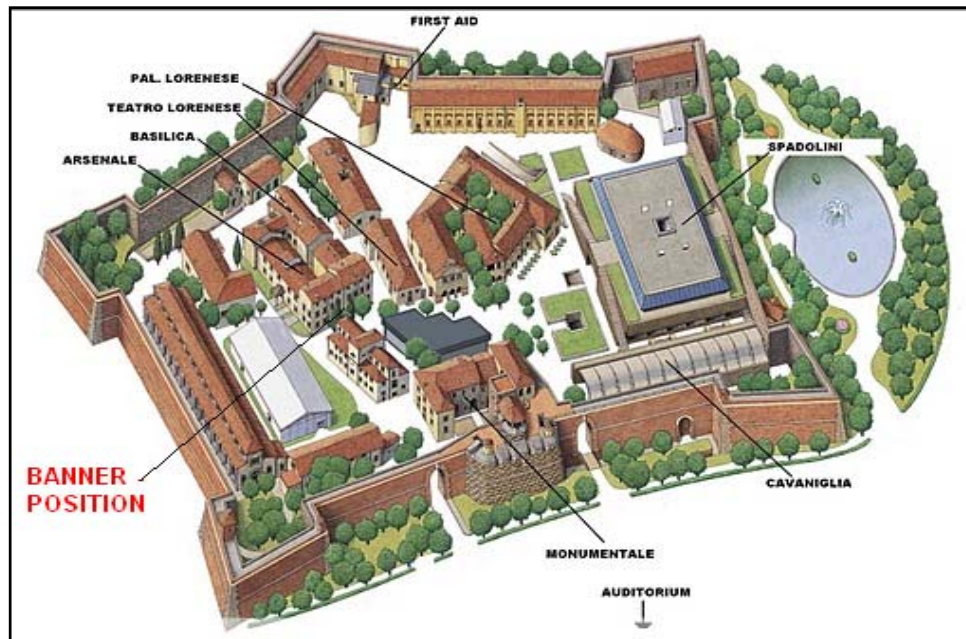 FIRST AID
PAL. LORENESE
TEATRO LORENESE
BASILICA
ARSENALE
SPADOLINI
BANNER
POSITION
CAVANIGLIA
MONUMENTALE
AUDITORIUM